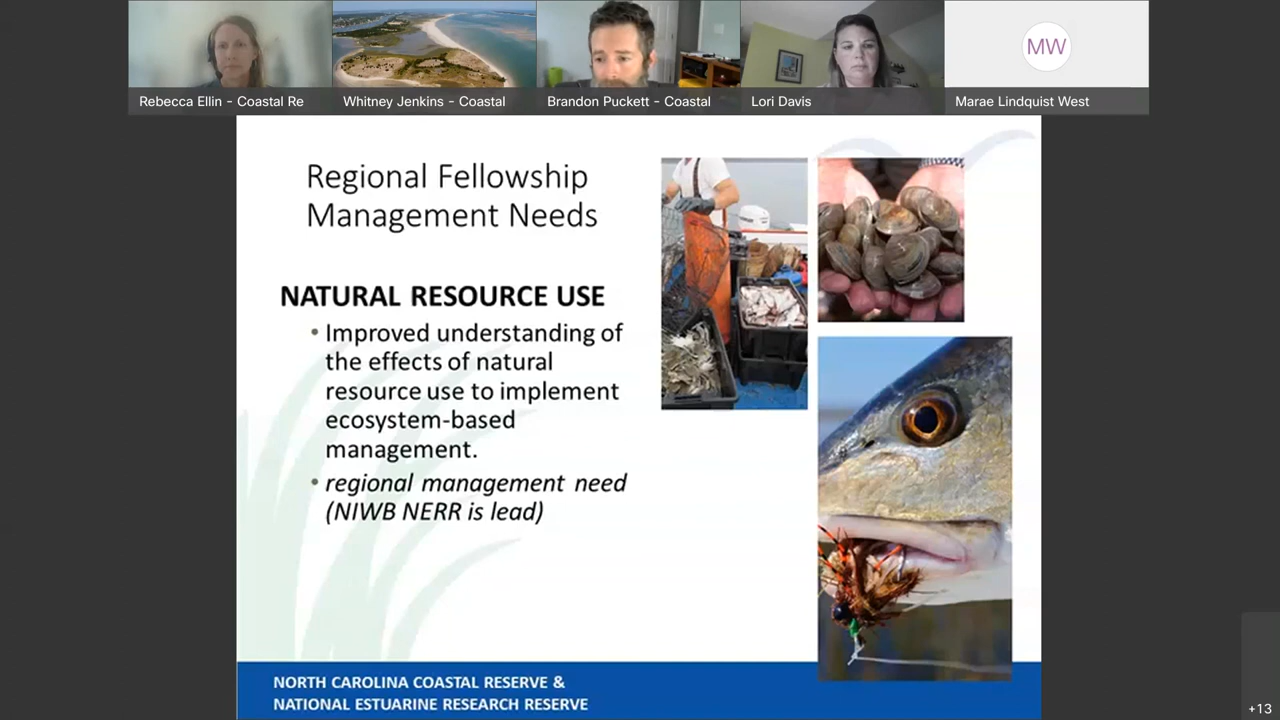 Rebecca Ellin - Coastal Re
Whitney Jenkins - Coastal
Brandon Puckett - Coastal
Lori Davis
MW
Marae Lindquist West
Regional Fellowship
Management Needs
NATURAL RESOURCE USE
• Improved understanding of
the effects of natural
resource use to implement
ecosystem-based
management.
• regional management need
(NIWB NERR is lead)
NORTH CAROLINA COASTAL RESERVE &
NATIONAL ESTUARINE RESEARCH RESERVE
+13